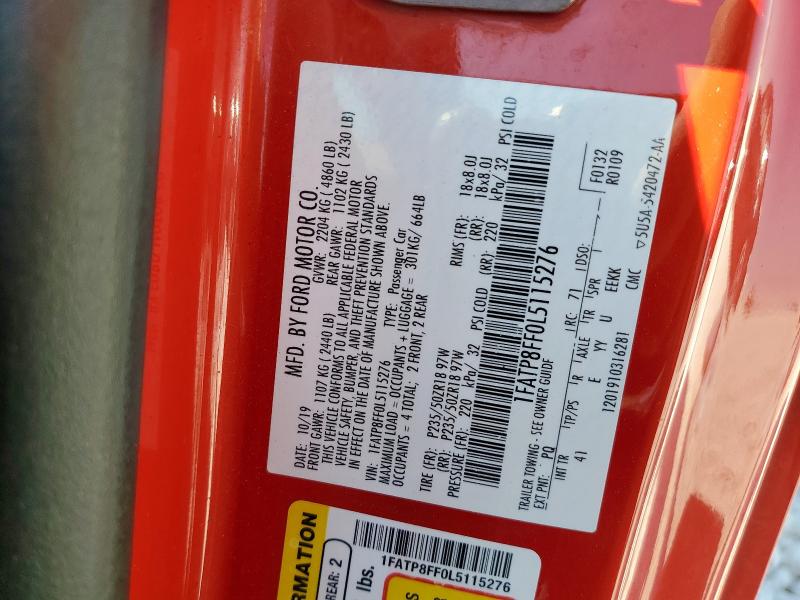 MFD. BY FORD MOTOR CO.
DATE: 10/19 GVWR: 2204 KG ( 4860 LB)
FRONT GAWR: 1107 KG ( 2440 LB) REAR GAWR: 1102 KG ( 2430 LB)
THIS VEHICLE CONFORMS TO ALL APPLICABLE FEDERAL MOTOR
VEHICLE SAFETY, BUMPER, AND THEFT PREVENTION STANDARDS
IN EFFECT ON THE DATE OF MANUFACTURE SHOWN ABOVE.
VIN: 1FATP8FF0L5115276 TYPE: Passenger Car
MAXIMUM LOAD = OCCUPANTS + LUGGAGE = 301KG/ 664LB
OCCUPANTS = 4 TOTAL; 2 FRONT, 2 REAR
TIRE (FR): P235/50ZR18 97W RIMS (FR): 18x8.0J
(RR): P235/50ZR18 97W (RR): 18x8.0J
PRESSURE (FR): 220 kPa/ 32 PSI COLD (RR): 220 kPa/ 32 PSI COLD
1FATP8FF0L5115276
TRAILER TOWING - SEE OWNER GUIDE
EXT PNT: PQ RC: 71 DSO: F0132
R0109
INT TR TP/PS R AXLE TR SPR
41 E YY U EEKK
1201910316281 CMC
5U5A-5420472-AA
RMATION
REAR: 2
lbs.
1FATP8FF0L5115276